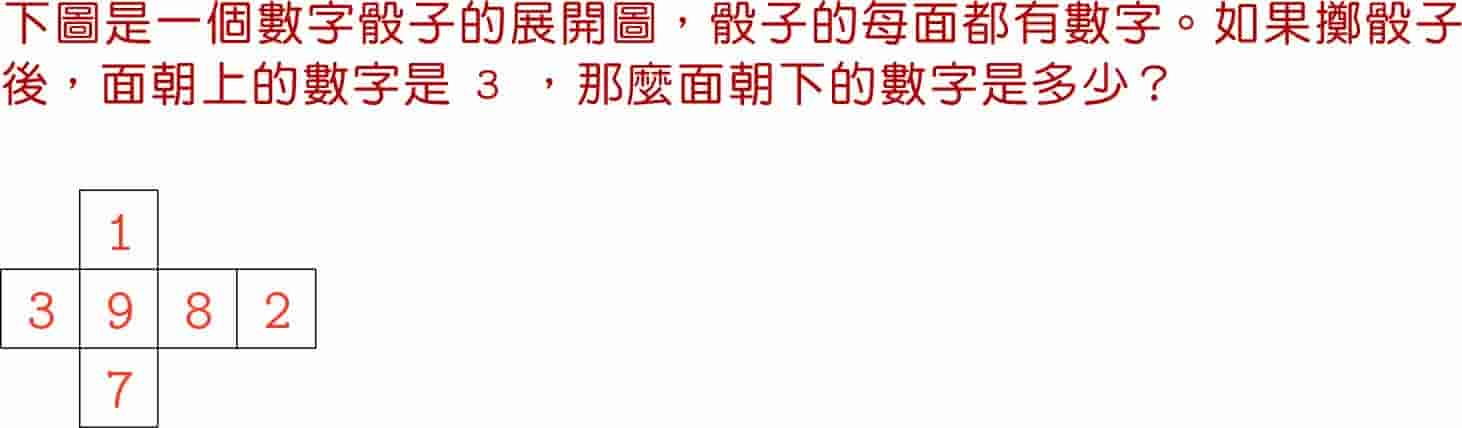 下圖是一個數字骰子的展開圖，骰子的每面都有數字。如果擲骰子
後，面朝上的數字是 3 ，那麼面朝下的數字是多少？
1
3 9 8 2
7